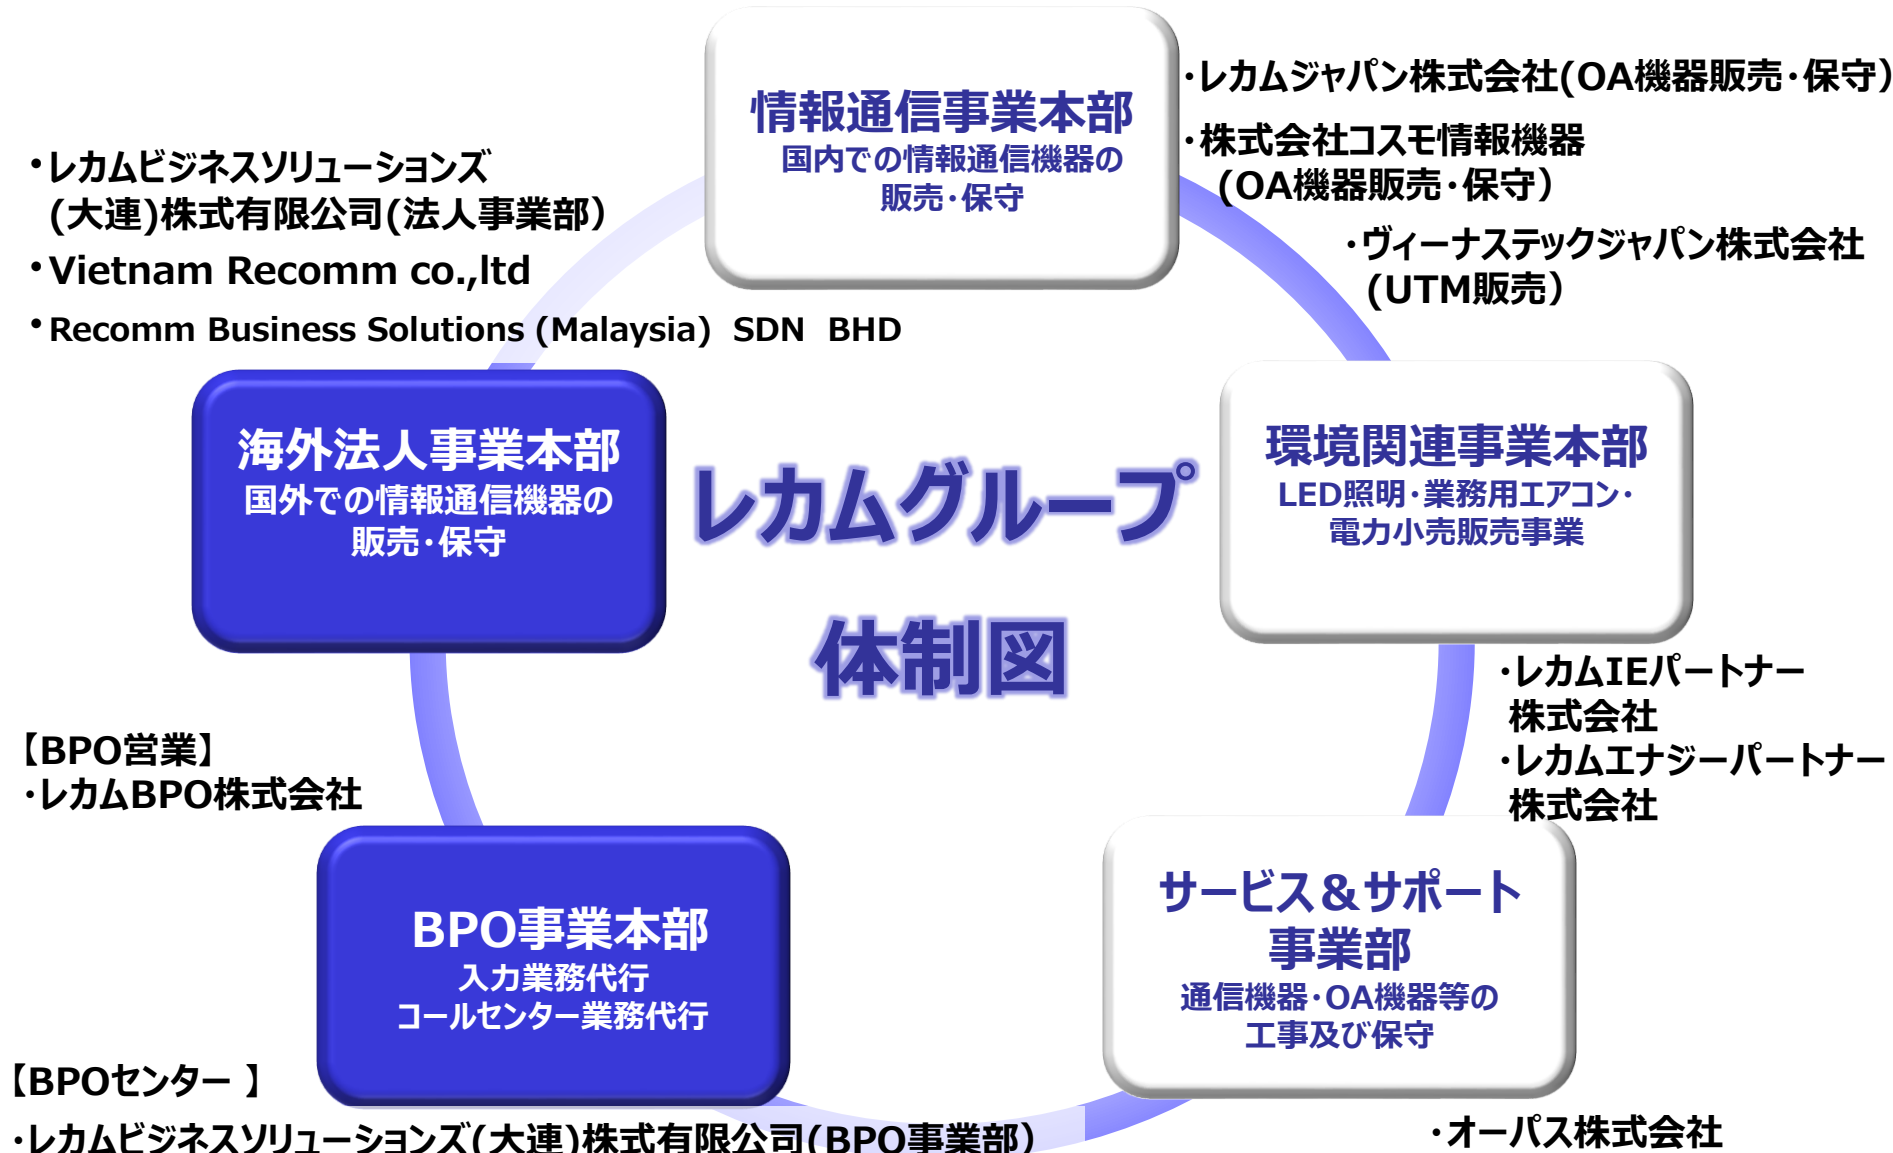 情報通信事業本部
国内での情報通信機器の
販売・保守
・レカムジャパン株式会社(OA機器販売・保守）
・株式会社コスモ情報機器
(OA機器販売・保守）
・ヴィーナステックジャパン株式会社
(UTM販売）
・レカムビジネスソリューションズ
(大連)株式有限公司(法人事業部）
・Vietnam Recomm co.,ltd
・Recomm Business Solutions (Malaysia) SDN BHD
海外法人事業本部
国外での情報通信機器の
販売・保守
レカムグループ
体制図
環境関連事業本部
LED照明・業務用エアコン・
電力小売販売事業
・レカムIEパートナー
株式会社
・レカムエナジーパートナー
株式会社
【BPO営業】
・レカムBPO株式会社
BPO事業本部
入力業務代行
コールセンター業務代行
サービス＆サポート
事業部
通信機器・OA機器等の
工事及び保守
【BPOセンター 】
・レカムビジネスソリューションズ(大連)株式有限公司(BPO事業部）
・オーパス株式会社